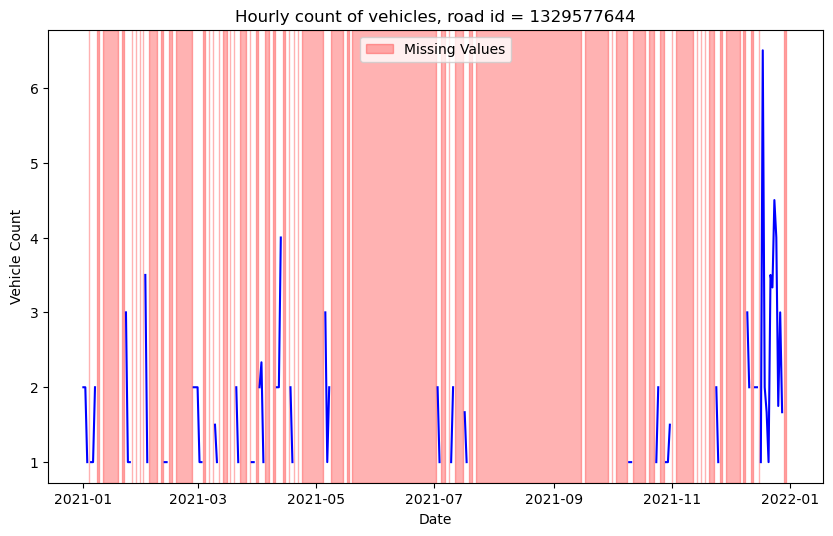 Hourly count of vehicles, road id = 1329577644
Missing Values
6
5
4
3
2
1
Vehicle Count
2021-01 2021-03 2021-05 2021-07 2021-09 2021-11 2022-01
Date